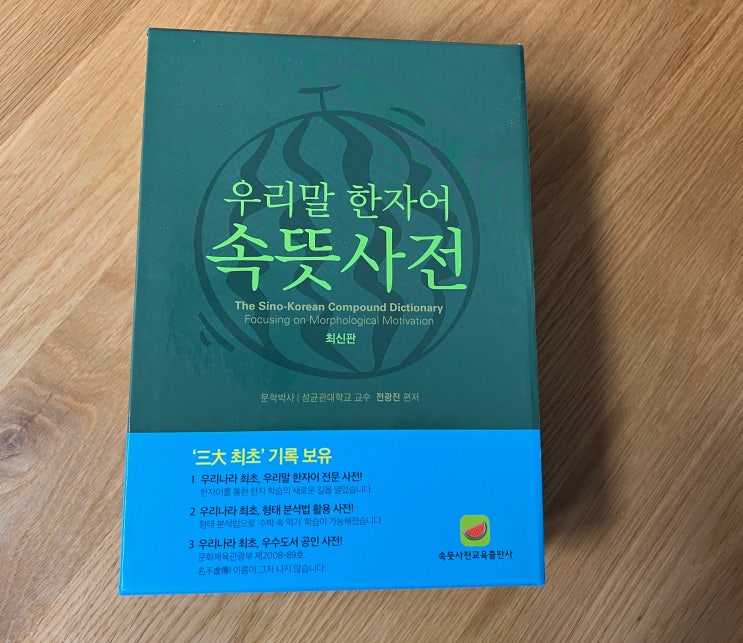 우리말 한자어
속뜻사전
The Sino-Korean Compound Dictionary
Focusing on Morphological Motivation
최신판
문학박사 | 성균관대학교 교수 전광진 편저
‘三大 최초’ 기록 보유
1 우리나라 최초, 우리말 한자어 전문 사전!
한자어를 통한 한자 학습의 새로운 길을 열었습니다.
2 우리나라 최초, 형태 분석법 활용 사전!
형태 분석법으로 ‘수박 속 먹기’ 학습이 가능해졌습니다.
3 우리나라 최초, 우수도서 공인 사전!
문화체육관광부 제2008-89호.
名不虛傳! 이름이 그저 나지 않습니다.
속뜻사전교육출판사